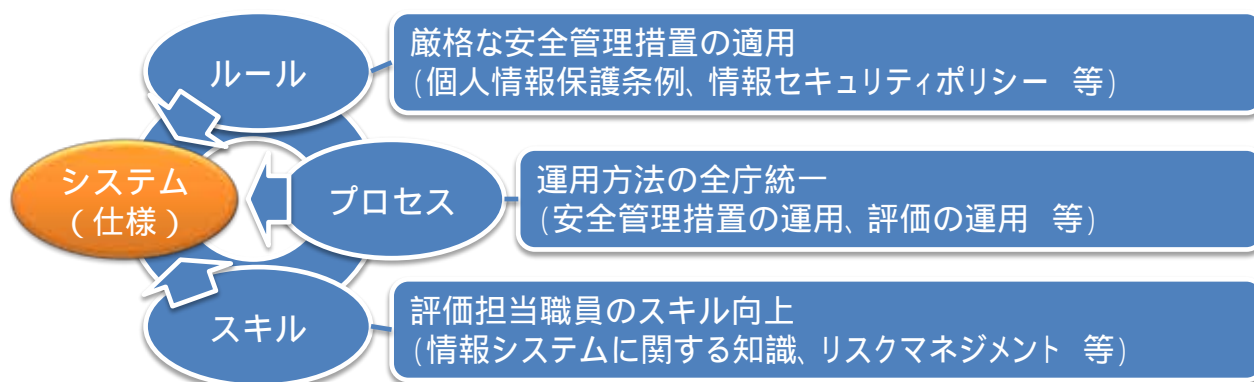 ルール
厳格な安全管理措置の適用
(個人情報保護条例、情報セキュリティポリシー 等)
システム
(仕様)
プロセス
運用方法の全庁統一
(安全管理措置の運用、評価の運用 等)
スキル
評価担当職員のスキル向上
(情報システムに関する知識、リスクマネジメント 等)